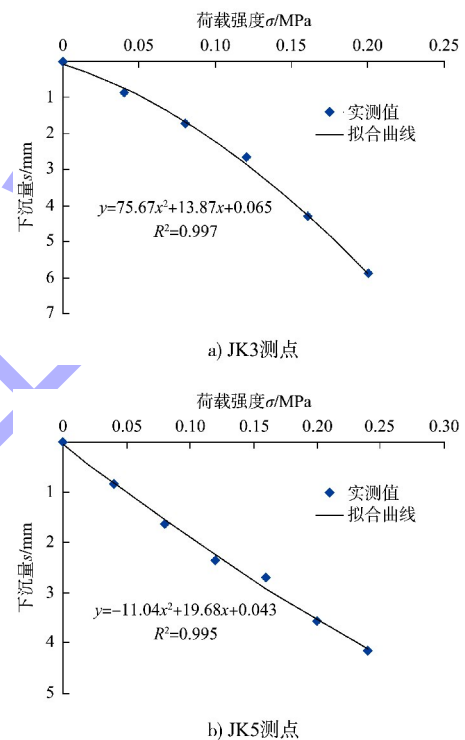 荷载强度σ/MPa
0 0.05 0.10 0.15 0.20 0.25
1
2
3
4
5
6
7
下沉量s/mm
实测值
拟合曲线
y=75.67x²+13.87x+0.065
R²=0.997
a) JK3测点
荷载强度σ/MPa
0 0.05 0.10 0.15 0.20 0.25 0.30
1
2
3
4
5
下沉量s/mm
实测值
拟合曲线
y=−11.04x²+19.68x+0.043
R²=0.995
b) JK5测点